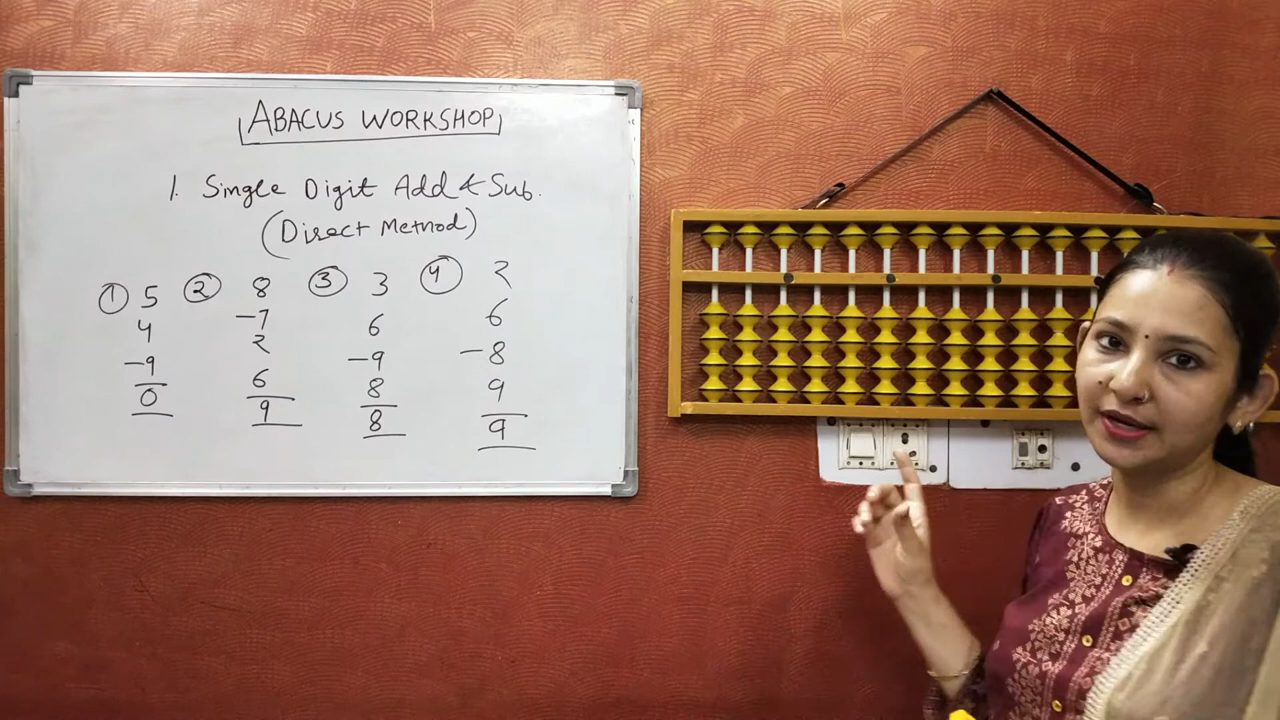 ABACUS WORKSHOP
1. Single Digit Add & Sub.
(Direct Method)
① 5 ② 8 ③ 3 ④ 2
4 -7 6 6
-9 2 -9 -8
0 6 8 9
9 8 9